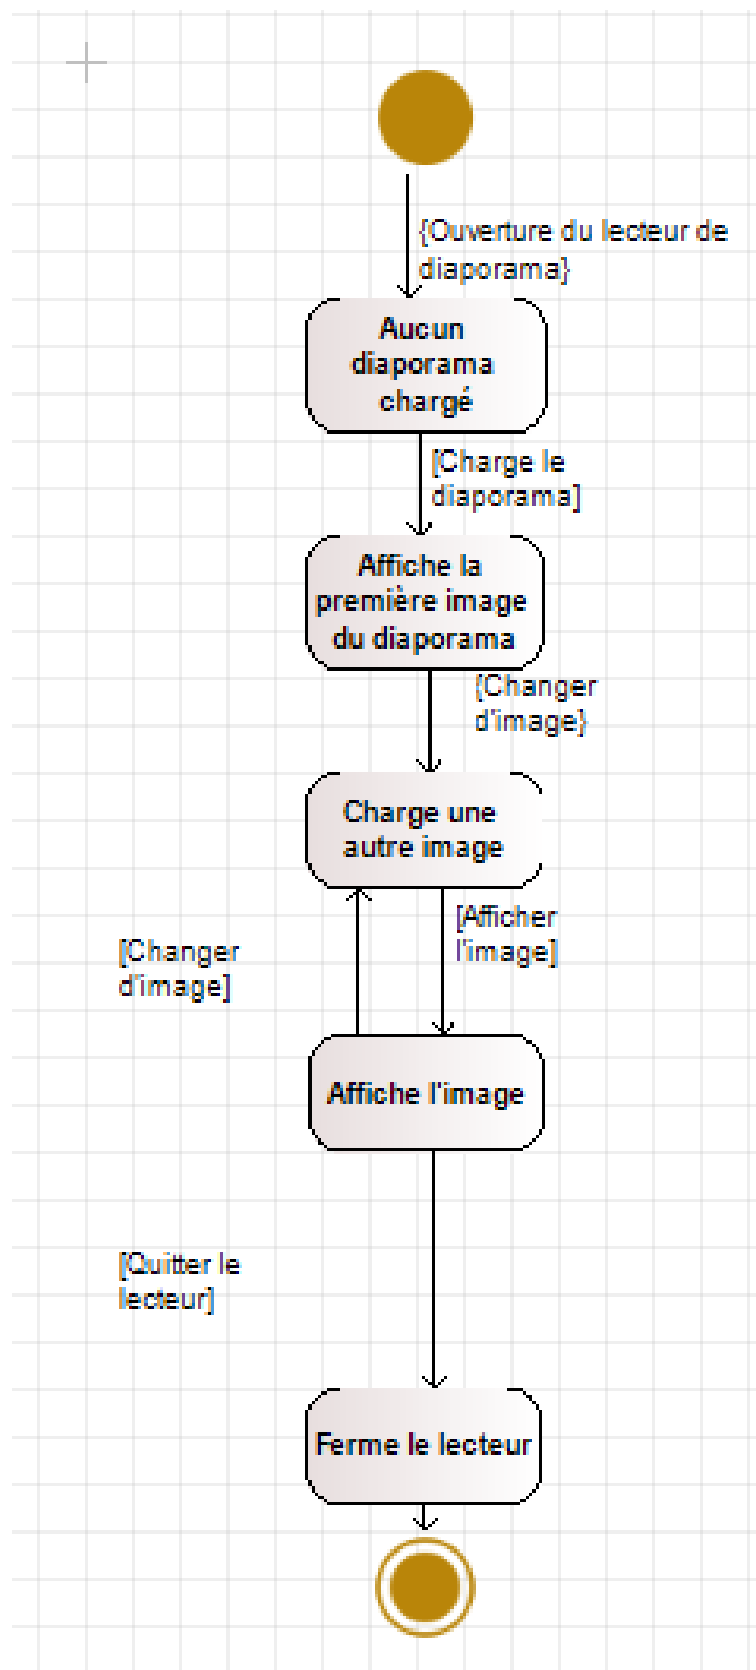 {Ouverture du lecteur de
diaporama}
Aucun
diaporama
chargé
[Charge le
diaporama]
Affiche la
première image
du diaporama
{Changer
d'image}
Charge une
autre image
[Afficher
l'image]
[Changer
d'image]
Affiche l'image
[Quitter le
lecteur]
Ferme le lecteur